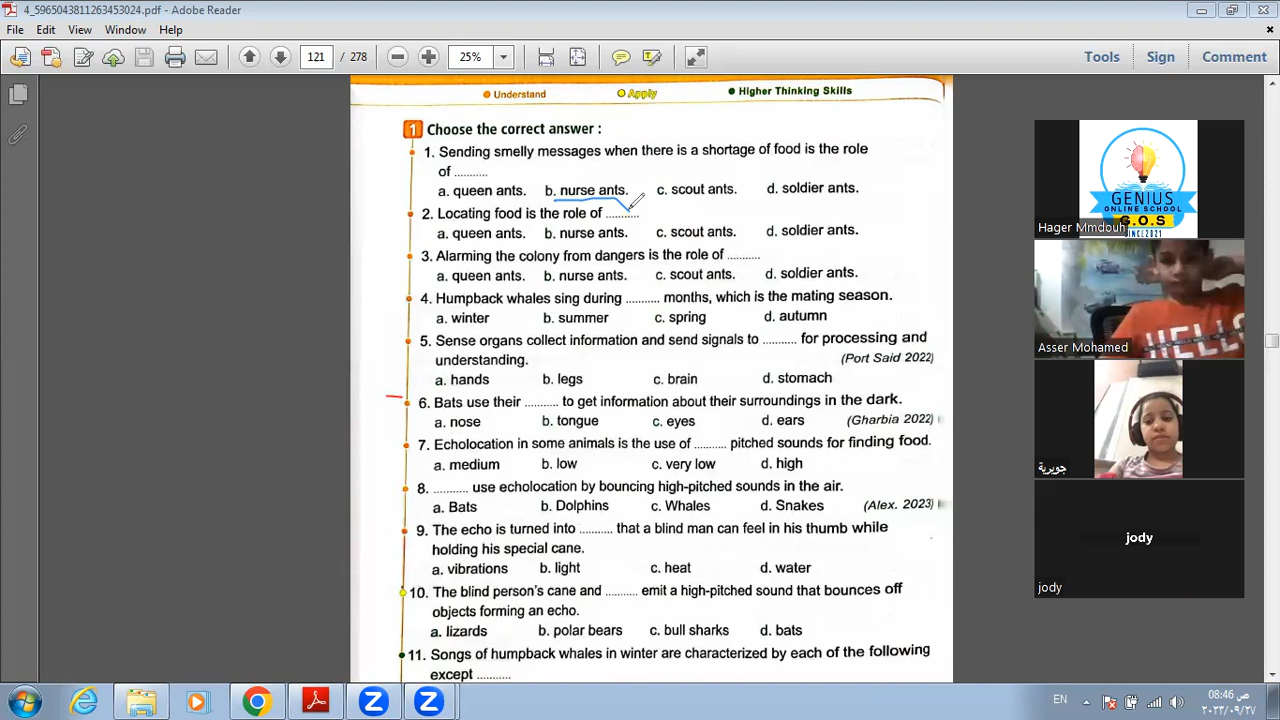 4_5965043811263453024.pdf - Adobe Reader
File Edit View Window Help
121 / 278 25% Tools Sign Comment
Understand Apply Higher Thinking Skills
1 Choose the correct answer :
1. Sending smelly messages when there is a shortage of food is the role
of ..........
a. queen ants. b. nurse ants. c. scout ants. d. soldier ants.
2. Locating food is the role of ..........
a. queen ants. b. nurse ants. c. scout ants. d. soldier ants.
3. Alarming the colony from dangers is the role of ..........
a. queen ants. b. nurse ants. c. scout ants. d. soldier ants.
4. Humpback whales sing during .......... months, which is the mating season.
a. winter b. summer c. spring d. autumn
5. Sense organs collect information and send signals to .......... for processing and
understanding. (Port Said 2022)
a. hands b. legs c. brain d. stomach
6. Bats use their .......... to get information about their surroundings in the dark.
a. nose b. tongue c. eyes d. ears (Gharbia 2022)
7. Echolocation in some animals is the use of .......... pitched sounds for finding food.
a. medium b. low c. very low d. high
8. .......... use echolocation by bouncing high-pitched sounds in the air.
a. Bats b. Dolphins c. Whales d. Snakes (Alex. 2023)
9. The echo is turned into .......... that a blind man can feel in his thumb while
holding his special cane.
a. vibrations b. light c. heat d. water
10. The blind person's cane and .......... emit a high-pitched sound that bounces off
objects forming an echo.
a. lizards b. polar bears c. bull sharks d. bats
11. Songs of humpback whales in winter are characterized by each of the following
except ..........
GENIUS
ONLINE SCHOOL
G.O.S
SINCE2021
Hager Mmdouh
Asser Mohamed
جويرية
jody
jody
EN
08:46 ص
٢٠٢٣/٠٩/٢٧